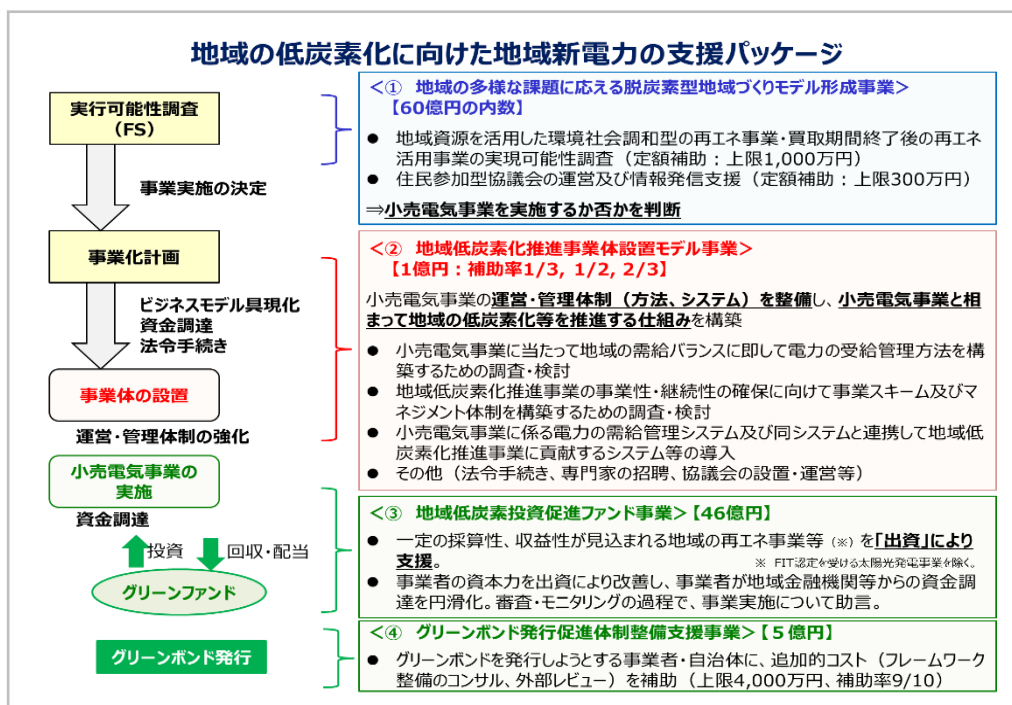 地域の低炭素化に向けた地域新電力の支援パッケージ
実行可能性調査
（FS）
事業実施の決定
事業化計画
ビジネスモデル具現化
資金調達
法令手続き
事業体の設置
運営・管理体制の強化
小売電気事業の
実施
資金調達
投資
回収・配当
グリーンファンド
グリーンボンド発行
＜① 地域の多様な課題に応える脱炭素型地域づくりモデル形成事業＞
【60億円の内数】
● 地域資源を活用した環境社会調和型の再エネ事業・買取期間終了後の再エネ
活用事業の実現可能性調査（定額補助：上限1,000万円）
● 住民参加型協議会の運営及び情報発信支援（定額補助：上限300万円）
⇒小売電気事業を実施するか否かを判断
＜② 地域低炭素化推進事業体設置モデル事業＞
【1億円：補助率1/3, 1/2, 2/3】
小売電気事業の運営・管理体制（方法、システム）を整備し、小売電気事業と相
まって地域の低炭素化等を推進する仕組みを構築
● 小売電気事業に当たって地域の需給バランスに即して電力の受給管理方法を構
築するための調査・検討
● 地域低炭素化推進事業の事業性・継続性の確保に向けて事業スキーム及びマ
ネジメント体制を構築するための調査・検討
● 小売電気事業に係る電力の需給管理システム及び同システムと連携して地域低
炭素化推進事業に貢献するシステム等の導入
● その他（法令手続き、専門家の招聘、協議会の設置・運営等）
＜③ 地域低炭素投資促進ファンド事業＞【46億円】
● 一定の採算性、収益性が見込まれる地域の再エネ事業等（※）を「出資」により
支援。
※ FIT認定を受ける太陽光発電事業を除く。
● 事業者の資本力を出資により改善し、事業者が地域金融機関等からの資金調
達を円滑化。審査・モニタリングの過程で、事業実施について助言。
＜④ グリーンボンド発行促進体制整備支援事業＞【５億円】
● グリーンボンドを発行しようとする事業者・自治体に、追加的コスト（フレームワーク
整備のコンサル、外部レビュー）を補助（上限4,000万円、補助率9/10）